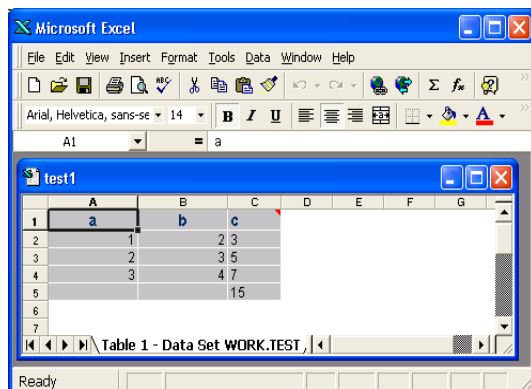 Microsoft Excel
File Edit View Insert Format Tools Data Window Help
ABC Σ fx ?
Arial, Helvetica, sans-se 14 B I U a A
A1 = a
test1
A B C D E F G
1 a b c
2 1 2 3
3 2 3 5
4 3 4 7
5 15
6
7
Table 1 - Data Set WORK.TEST
Ready